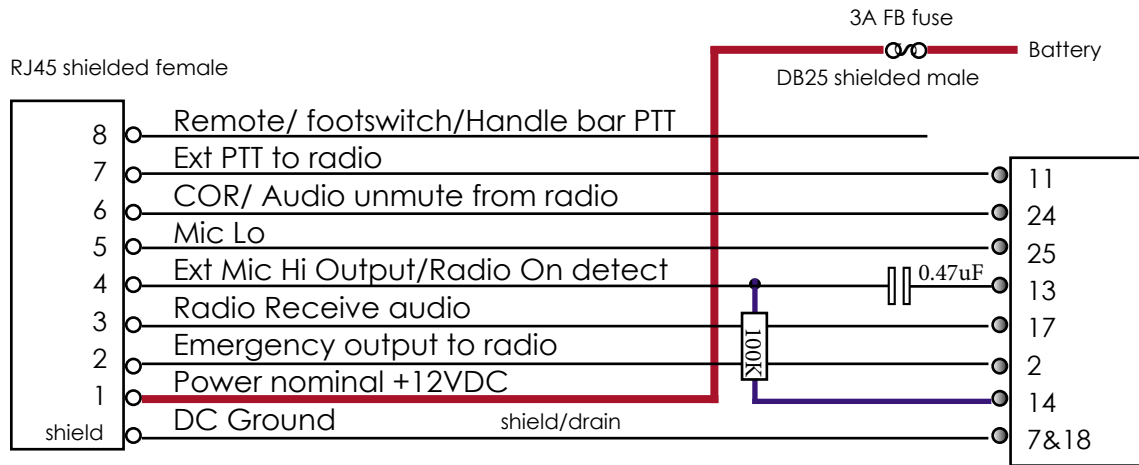 3A FB fuse
Battery
DB25 shielded male
RJ45 shielded female
8 Remote/ footswitch/Handle bar PTT
7 Ext PTT to radio 11
6 COR/ Audio unmute from radio 24
5 Mic Lo 25
4 Ext Mic Hi Output/Radio On detect 0.47uF 13
3 Radio Receive audio 17
100K
2 Emergency output to radio 2
1 Power nominal +12VDC 14
shield DC Ground shield/drain 7&18